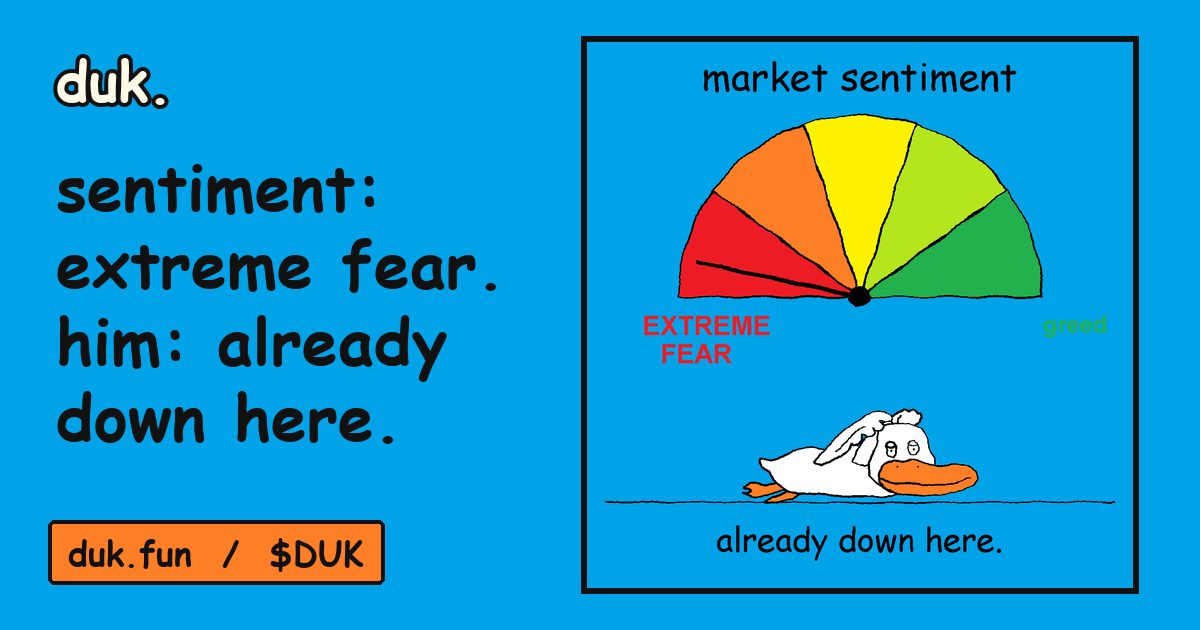 duk.
sentiment:
extreme fear.
him: already
down here.
duk.fun / $DUK
market sentiment
EXTREME
FEAR
greed
already down here.